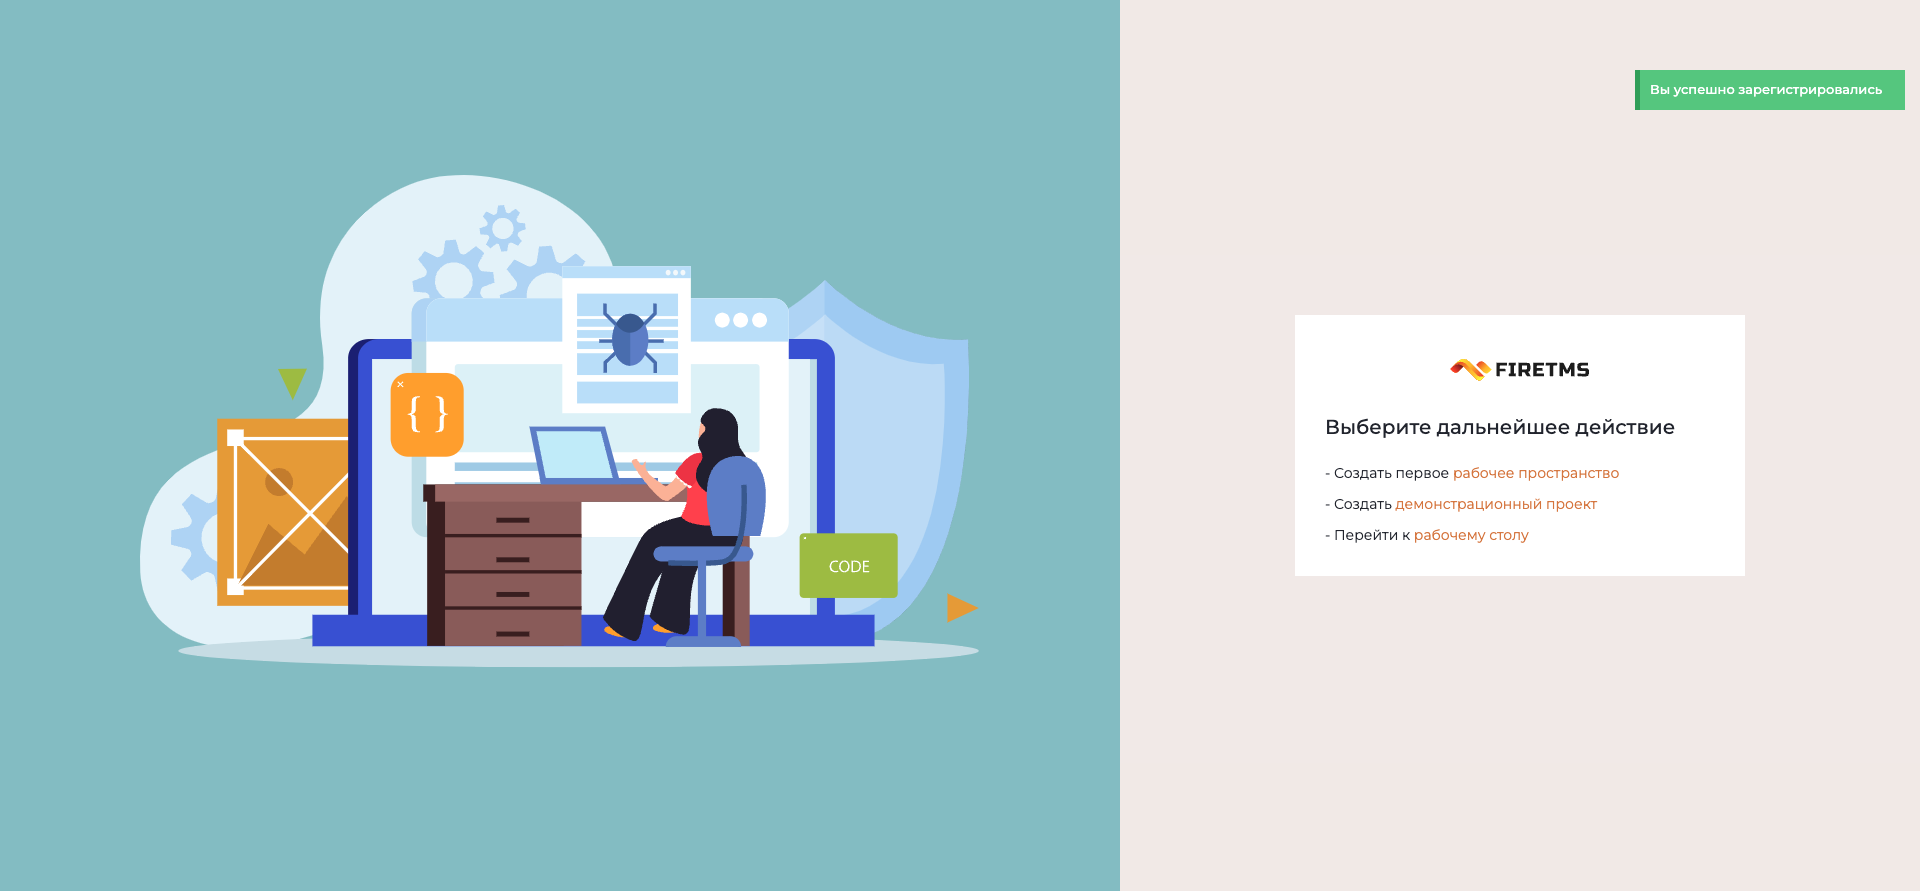 Вы успешно зарегистрировались
{ }
CODE
FIRETMS
Выберите дальнейшее действие
- Создать первое рабочее пространство
- Создать демонстрационный проект
- Перейти к рабочему столу